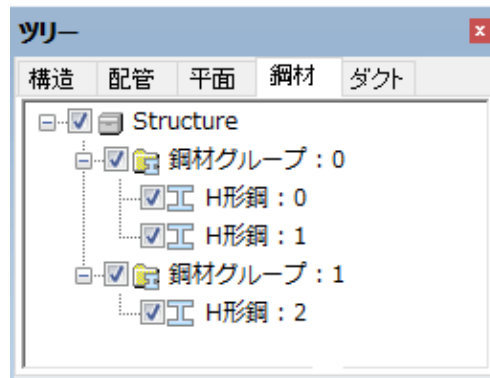 ツリー
構造 配管 平面 鋼材 ダクト
Structure
鋼材グループ：0
H形鋼：0
H形鋼：1
鋼材グループ：1
H形鋼：2